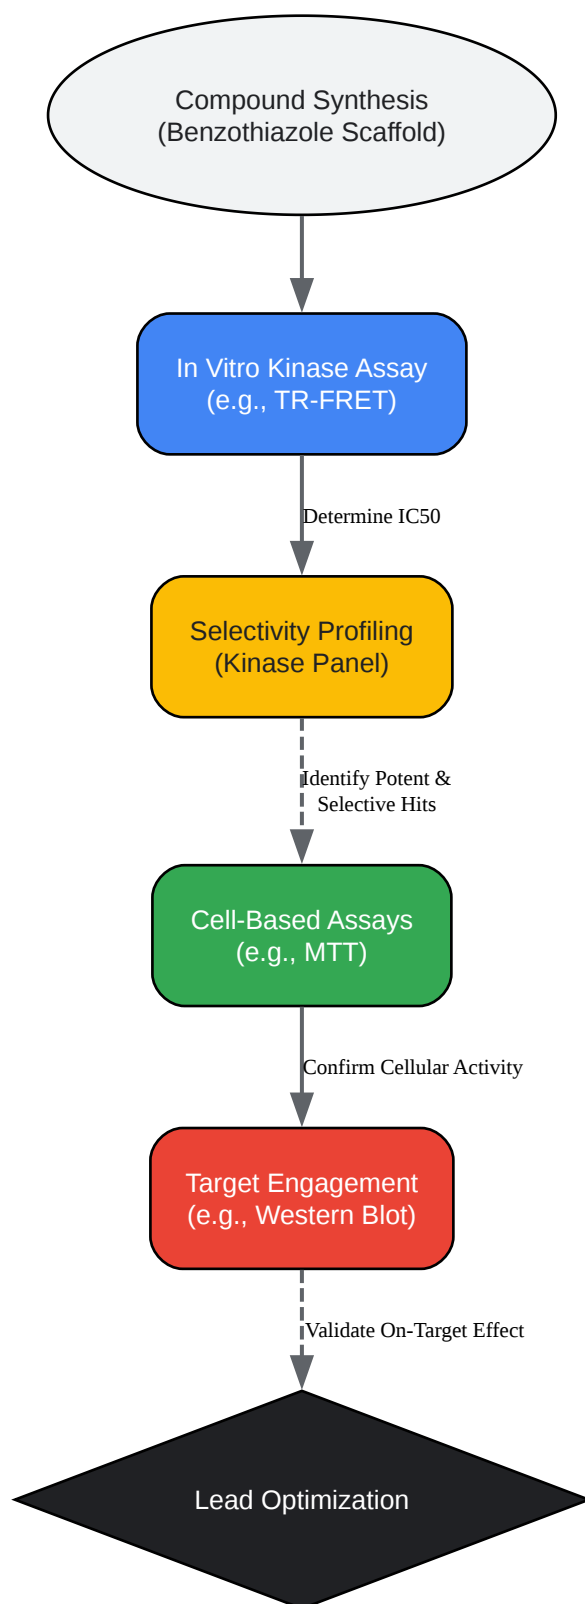 Compound Synthesis
(Benzothiazole Scaffold)
In Vitro Kinase Assay
(e.g., TR-FRET)
Determine IC50
Selectivity Profiling
(Kinase Panel)
Identify Potent &
Selective Hits
Cell-Based Assays
(e.g., MTT)
Confirm Cellular Activity
Target Engagement
(e.g., Western Blot)
Validate On-Target Effect
Lead Optimization